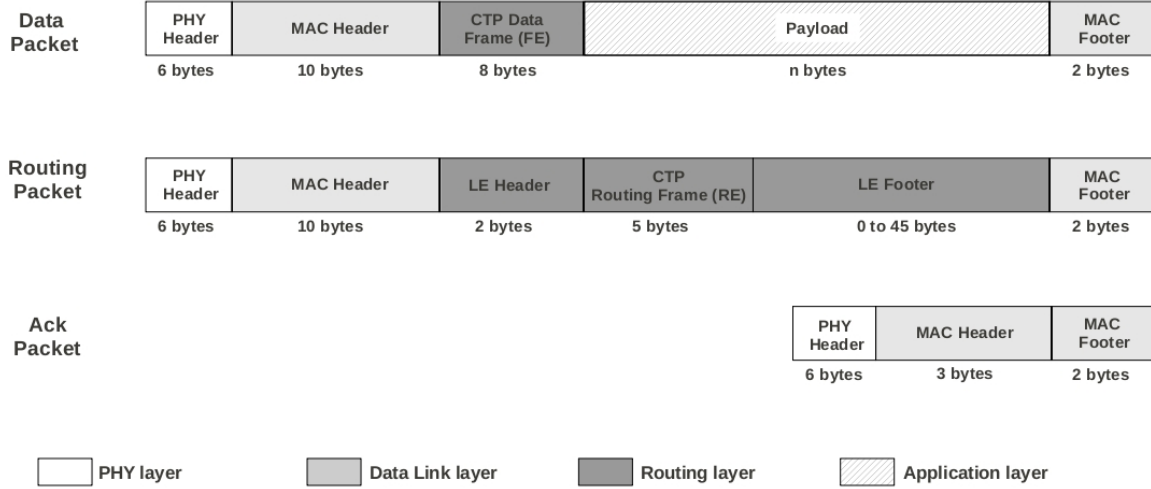 Data
Packet
PHY
Header
MAC Header
CTP Data
Frame (FE)
Payload
MAC
Footer
6 bytes
10 bytes
8 bytes
n bytes
2 bytes
Routing
Packet
PHY
Header
MAC Header
LE Header
CTP
Routing Frame (RE)
LE Footer
MAC
Footer
6 bytes
10 bytes
2 bytes
5 bytes
0 to 45 bytes
2 bytes
Ack
Packet
PHY
Header
MAC Header
MAC
Footer
6 bytes
3 bytes
2 bytes
PHY layer
Data Link layer
Routing layer
Application layer